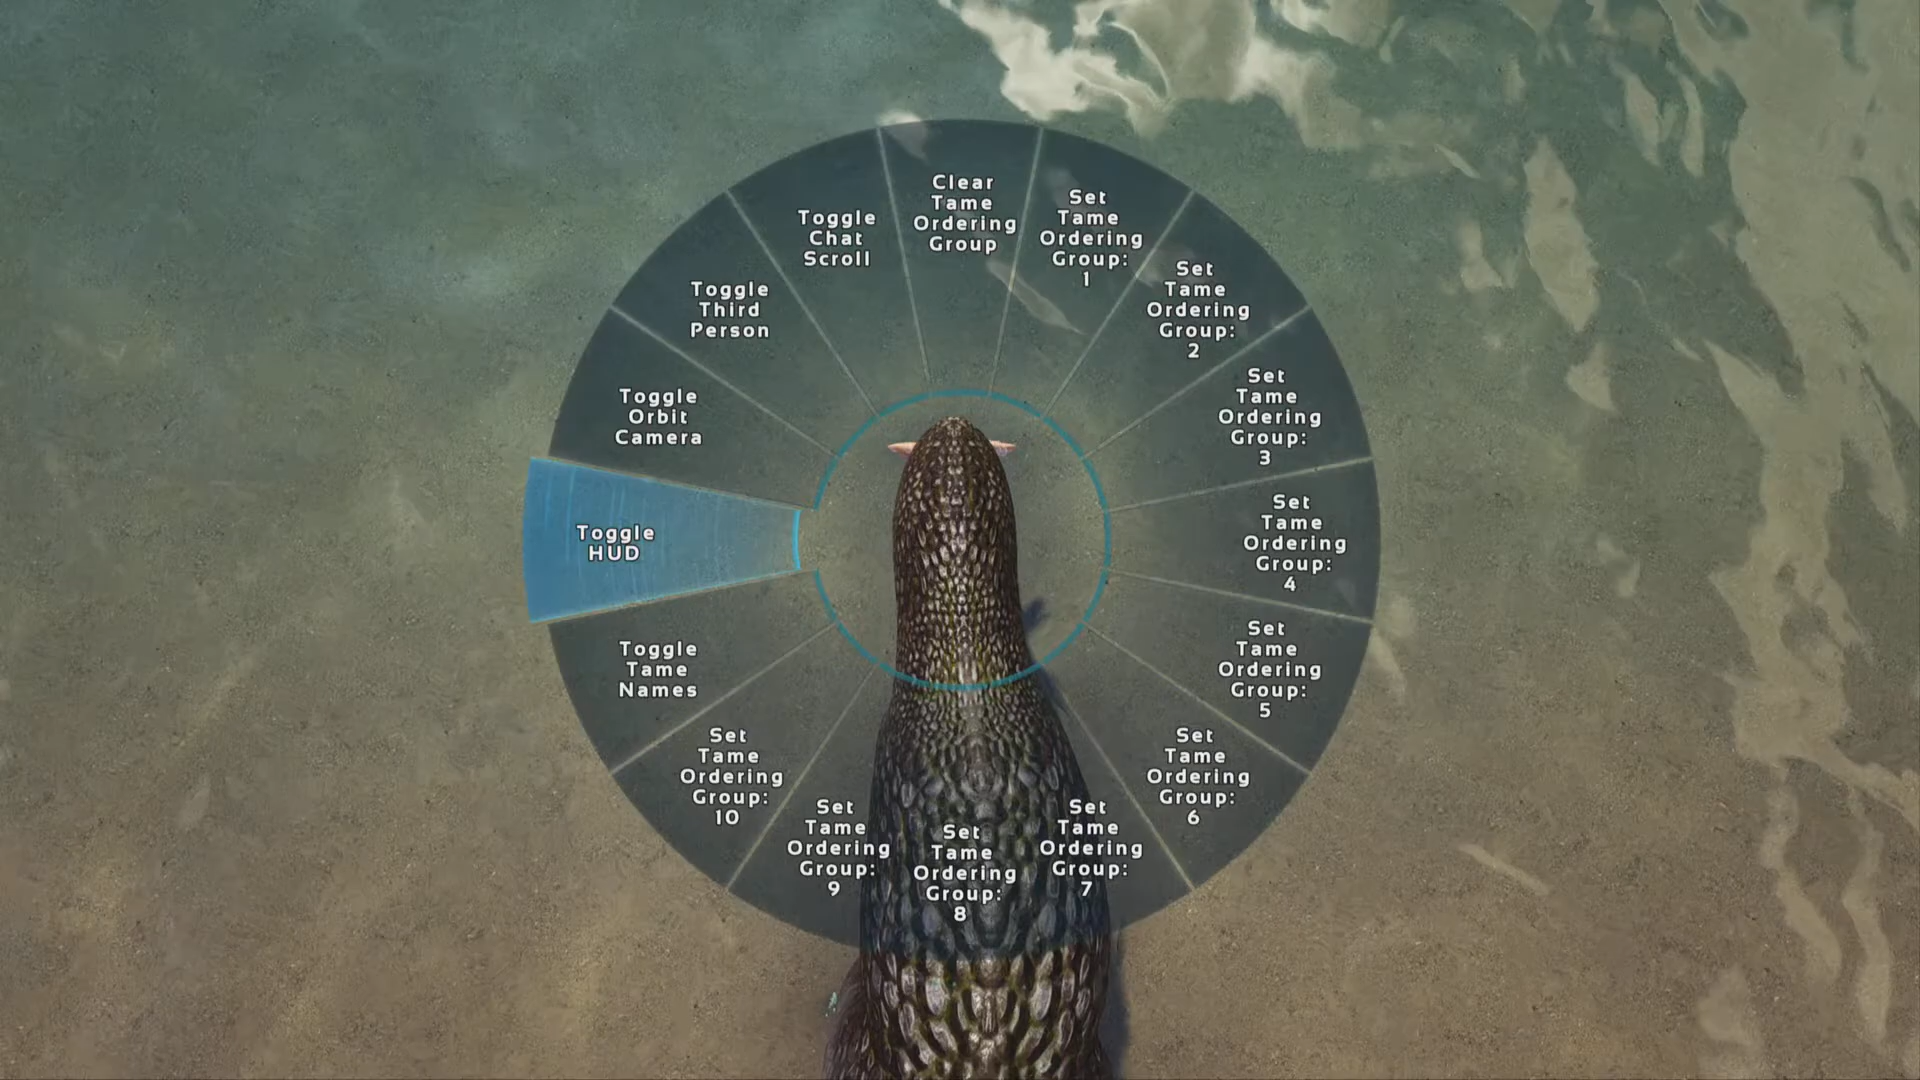 Clear
Tame
Ordering
Group
Set
Tame
Ordering
Group:
1
Set
Tame
Ordering
Group:
2
Set
Tame
Ordering
Group:
3
Set
Tame
Ordering
Group:
4
Set
Tame
Ordering
Group:
5
Set
Tame
Ordering
Group:
6
Set
Tame
Ordering
Group:
7
Set
Tame
Ordering
Group:
8
Set
Tame
Ordering
Group:
9
Set
Tame
Ordering
Group:
10
Toggle
Tame
Names
Toggle
HUD
Toggle
Orbit
Camera
Toggle
Third
Person
Toggle
Chat
Scroll